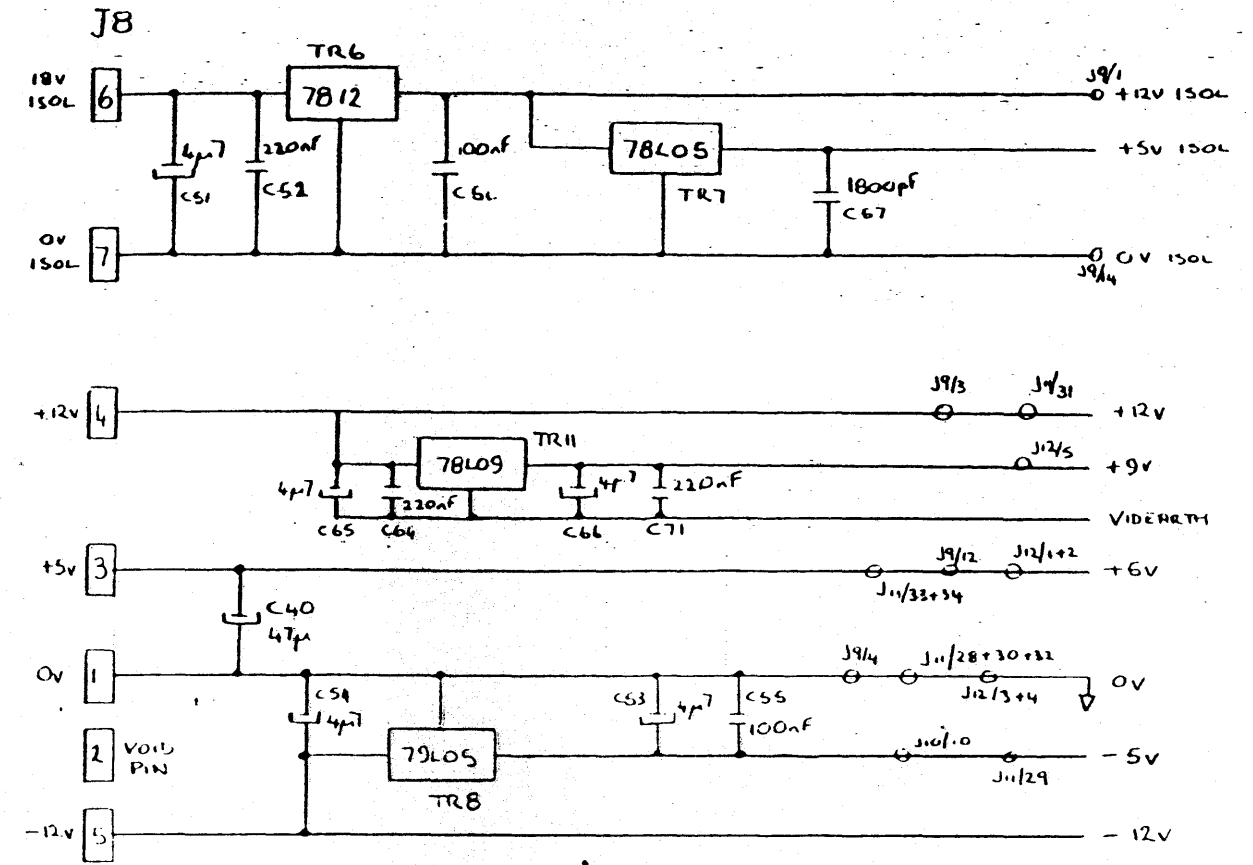 J8
TR6
18V
ISOL
6
7812
J9/1
+12V ISOL
4µ7
220nF
100nF
78L05
+5V ISOL
C51
C52
C6L
TR7
1800pF
C67
0V
ISOL
7
0V ISOL
J9/14
+12V
4
J9/3
J9/31
+12V
TR11
J12/5
78L09
+9V
4µ7
220nF
4µ7
220nF
C65
C64
C66
C71
VIDEARTH
+5V
3
J9/12
J12/1+2
+6V
J11/33+34
C40
47µ
0V
1
C54
4µ7
C53
4µ7
C55
100nF
J9/4
J11/28+30+32
J12/3+4
0V
2
VOID
PIN
79L05
J10/10
-5V
J11/29
TR8
-12V
5
-12V